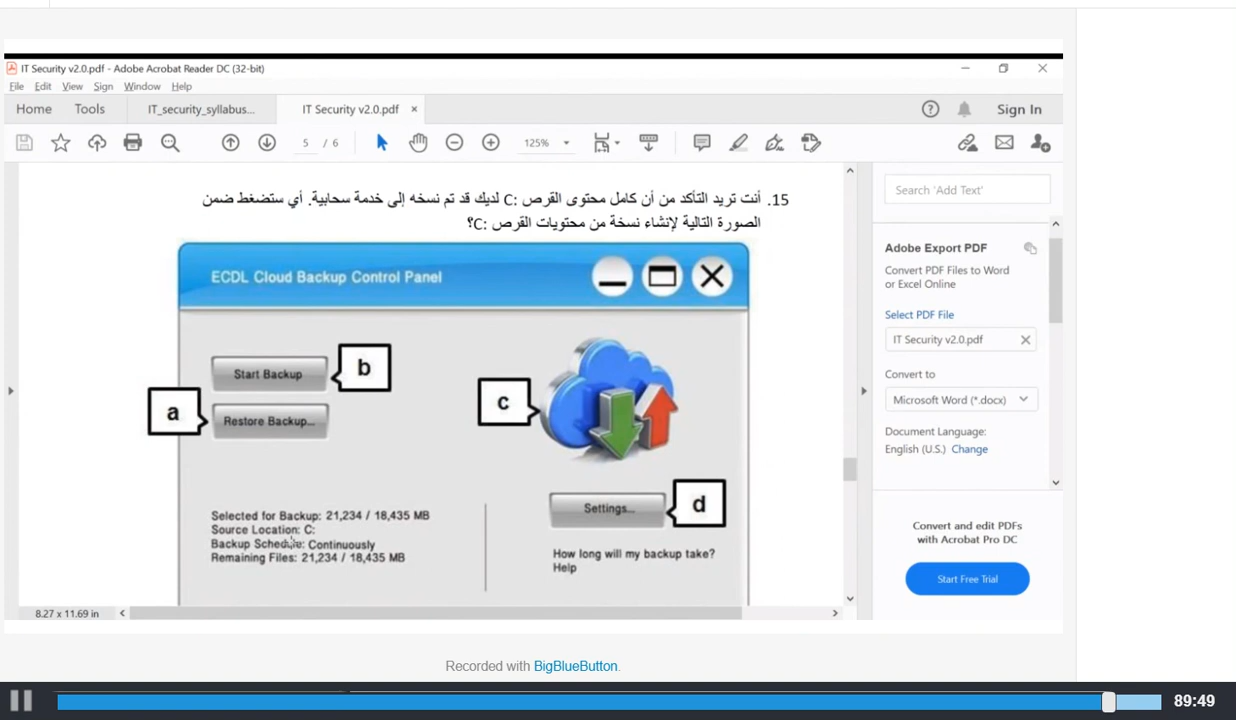 IT Security v2.0.pdf - Adobe Acrobat Reader DC (32-bit)
File Edit View Sign Window Help
Home Tools IT_security_syllabus... IT Security v2.0.pdf × Sign In
5 / 6 125%
15. أنت تريد التأكد من أن كامل محتوى القرص C: لديك قد تم نسخه إلى خدمة سحابية. أي ستضغط ضمن
الصورة التالية لإنشاء نسخة من محتويات القرص C:؟
ECDL Cloud Backup Control Panel
Start Backup
b
a
Restore Backup...
c
Settings...
d
Selected for Backup: 21,234 / 18,435 MB
Source Location: C:
Backup Schedule: Continuously
Remaining Files: 21,234 / 18,435 MB
How long will my backup take?
Help
8.27 x 11.69 in
Search 'Add Text'
Adobe Export PDF
Convert PDF Files to Word
or Excel Online
Select PDF File
IT Security v2.0.pdf
Convert to
Microsoft Word (*.docx)
Document Language:
English (U.S.) Change
Convert and edit PDFs
with Acrobat Pro DC
Start Free Trial
Recorded with BigBlueButton.
89:49